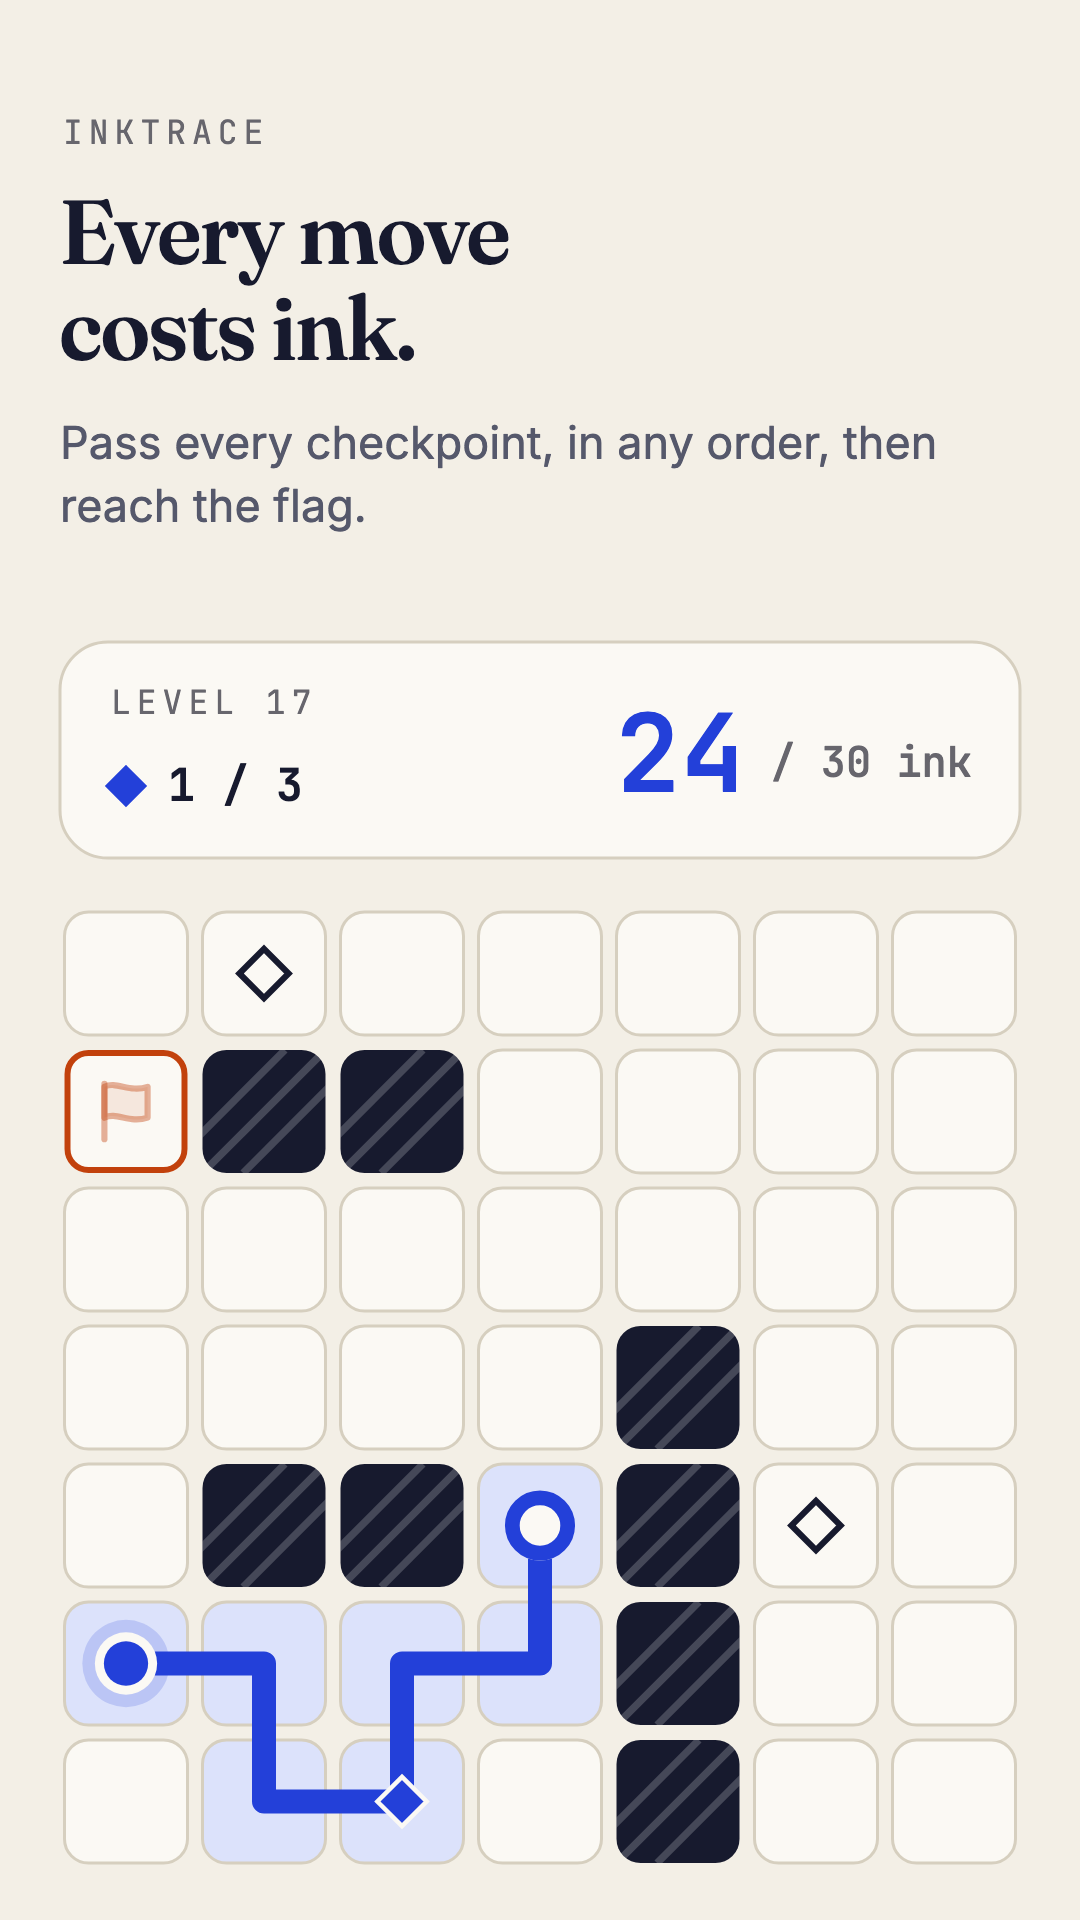 INKTRACE
Every move
costs ink.
Pass every checkpoint, in any order, then
reach the flag.
LEVEL 17
1 / 3
24 / 30 ink